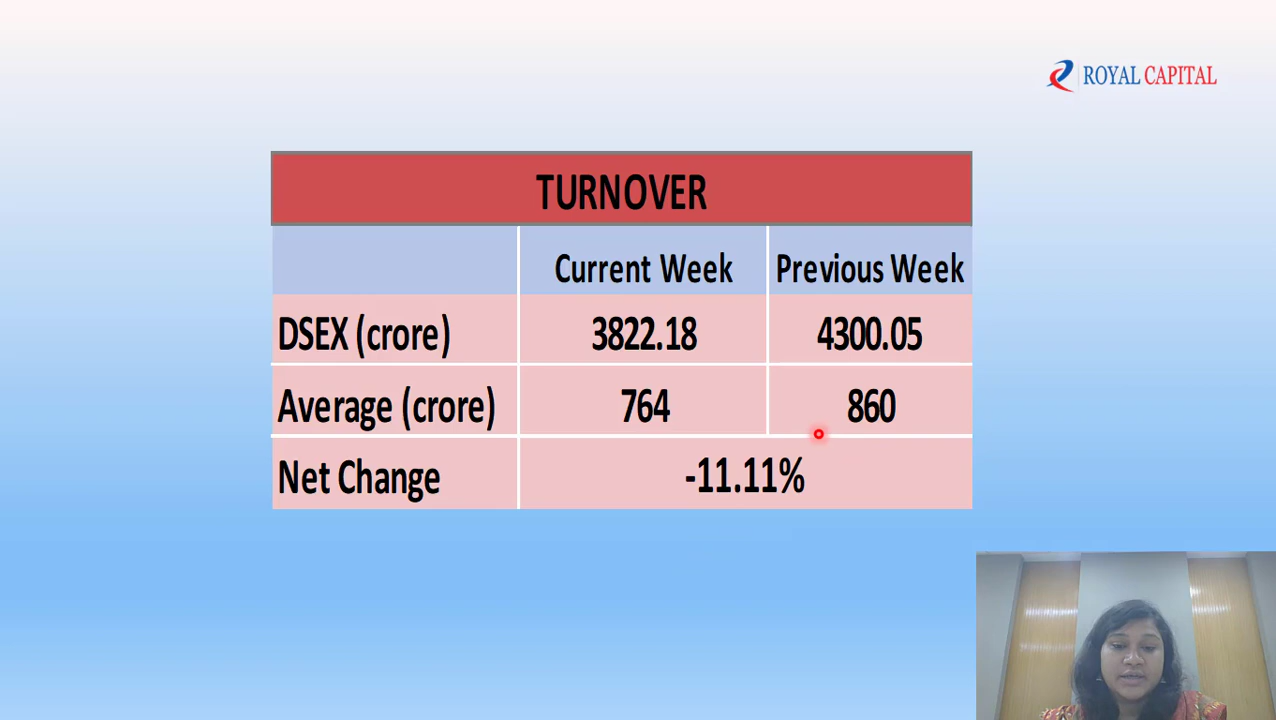 ROYAL CAPITAL
TURNOVER
Current Week Previous Week
DSEX (crore) 3822.18 4300.05
Average (crore) 764 860
Net Change -11.11%